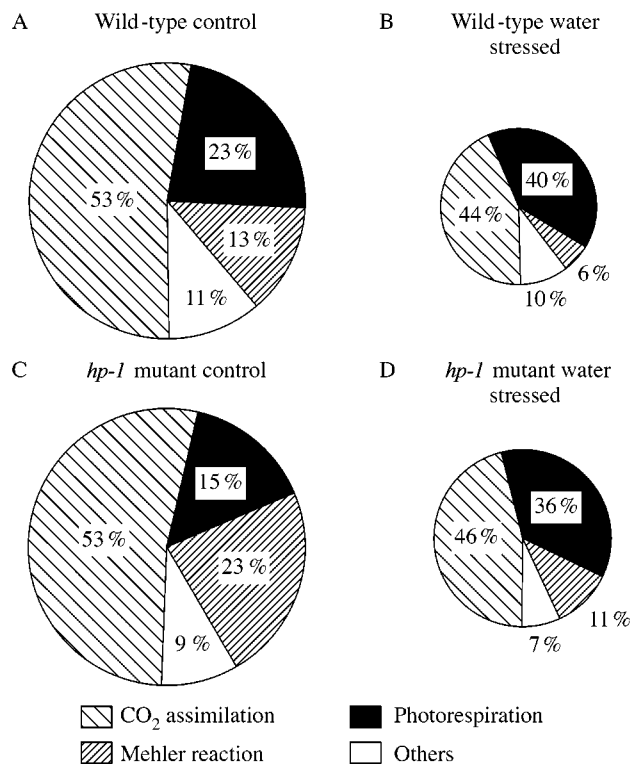 A Wild-type control
53 %
23 %
13 %
11 %
B Wild-type water
stressed
44 %
40 %
6 %
10 %
C hp-1 mutant control
53 %
15 %
23 %
9 %
D hp-1 mutant water
stressed
46 %
36 %
11 %
7 %
CO2 assimilation
Photorespiration
Mehler reaction
Others